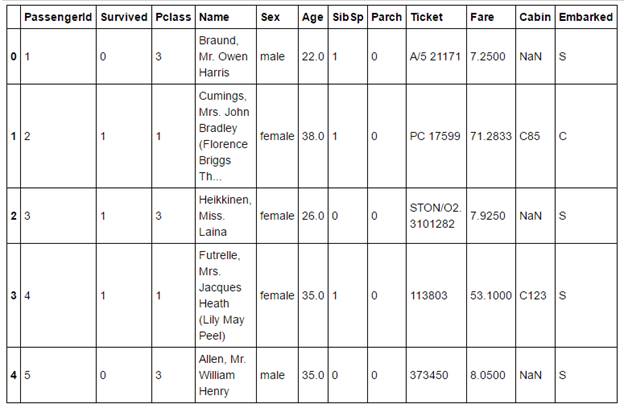 PassengerId Survived Pclass Name Sex Age SibSp Parch Ticket Fare Cabin Embarked
0 1 0 3 Braund, Mr. Owen Harris male 22.0 1 0 A/5 21171 7.2500 NaN S
1 2 1 1 Cumings, Mrs. John Bradley (Florence Briggs Th... female 38.0 1 0 PC 17599 71.2833 C85 C
2 3 1 3 Heikkinen, Miss. Laina female 26.0 0 0 STON/O2. 3101282 7.9250 NaN S
3 4 1 1 Futrelle, Mrs. Jacques Heath (Lily May Peel) female 35.0 1 0 113803 53.1000 C123 S
4 5 0 3 Allen, Mr. William Henry male 35.0 0 0 373450 8.0500 NaN S